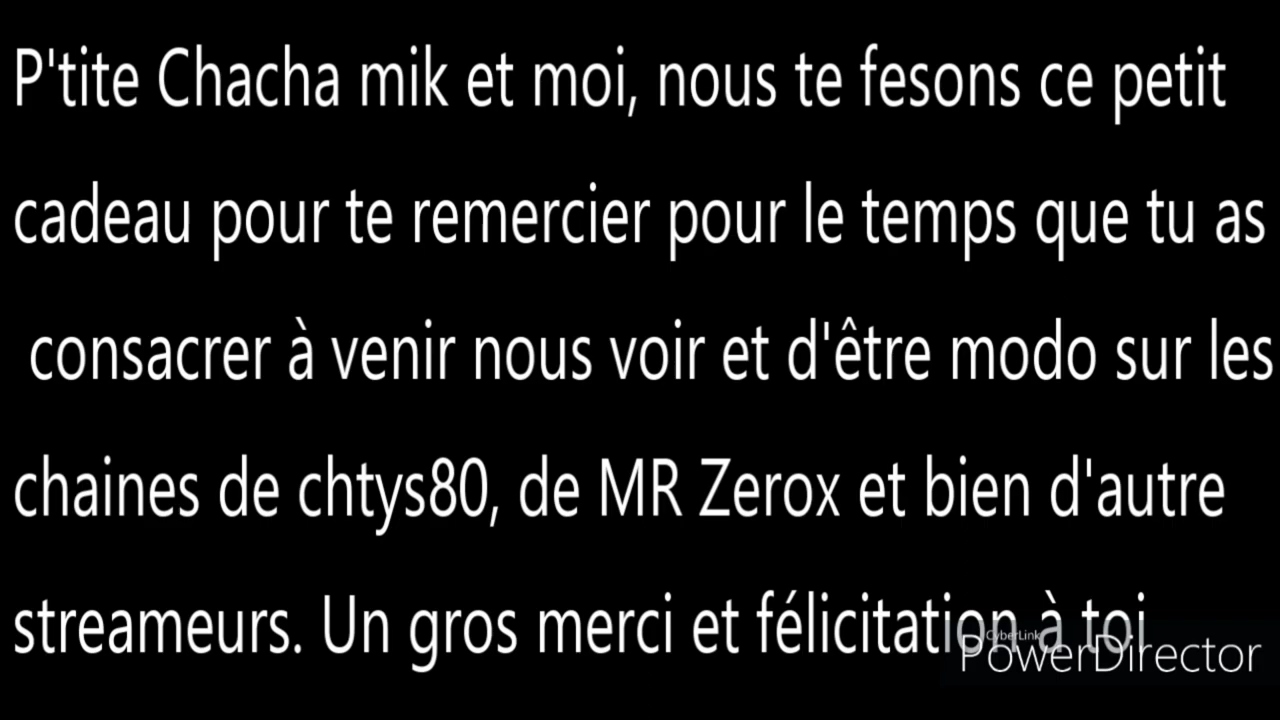 P'tite Chacha mik et moi, nous te fesons ce petit
cadeau pour te remercier pour le temps que tu as
consacrer à venir nous voir et d'être modo sur les
chaines de chtys80, de MR Zerox et bien d'autre
streameurs. Un gros merci et félicitation à toi
CyberLink
PowerDirector